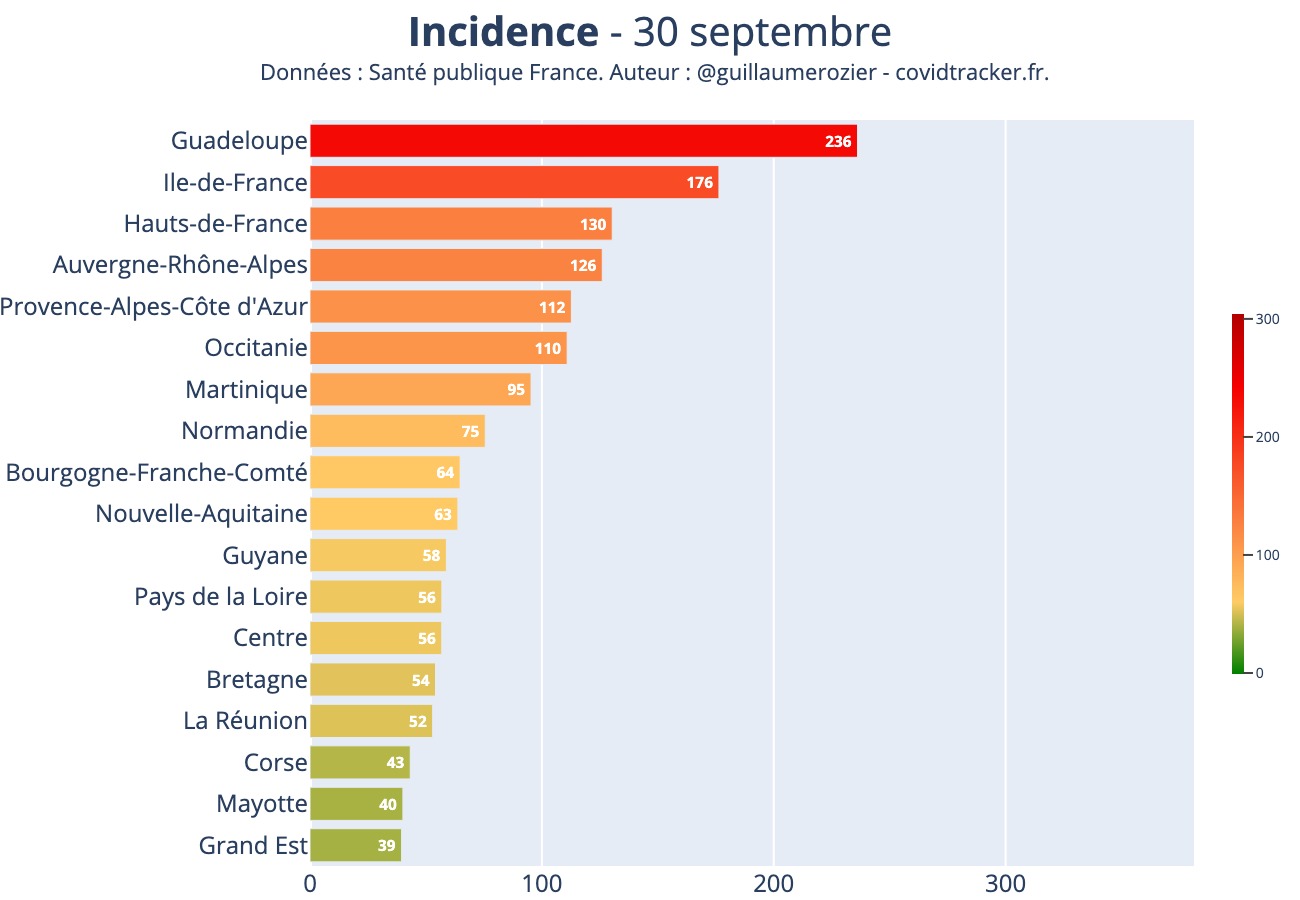 Incidence - 30 septembre
Données : Santé publique France. Auteur : @guillaumerozier - covidtracker.fr.
Guadeloupe 236
Ile-de-France 176
Hauts-de-France 130
Auvergne-Rhône-Alpes 126
Provence-Alpes-Côte d'Azur 112
Occitanie 110
Martinique 95
Normandie 75
Bourgogne-Franche-Comté 64
Nouvelle-Aquitaine 63
Guyane 58
Pays de la Loire 56
Centre 56
Bretagne 54
La Réunion 52
Corse 43
Mayotte 40
Grand Est 39
0 100 200 300
300
200
100
0